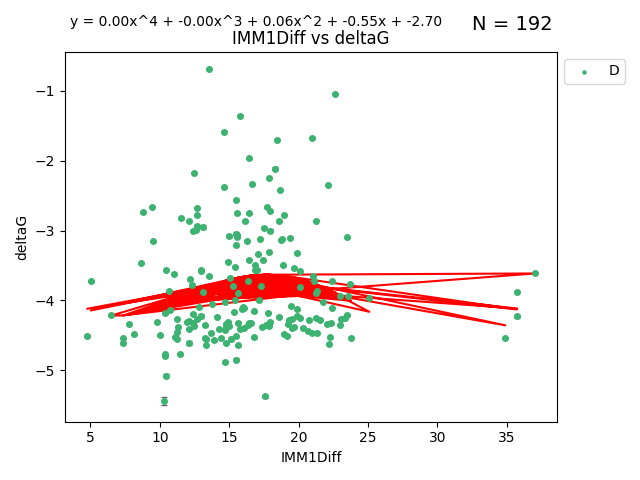 y = 0.00x^4 + -0.00x^3 + 0.06x^2 + -0.55x + -2.70
N = 192
IMM1Diff vs deltaG
D
deltaG
−1
−2
−3
−4
−5
5 10 15 20 25 30 35
IMM1Diff